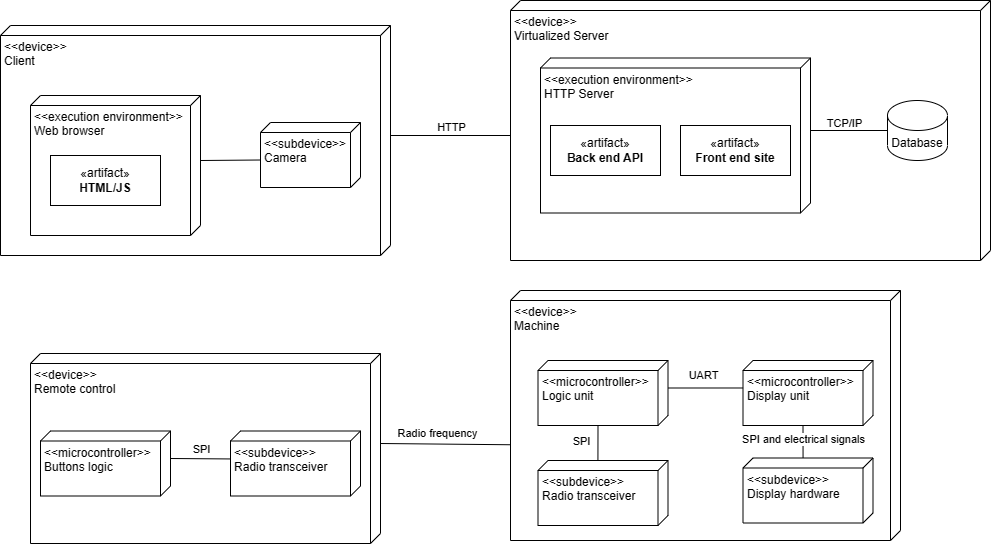 <<device>>
Client
<<execution environment>>
Web browser
«artifact»
HTML/JS
<<subdevice>>
Camera
HTTP
<<device>>
Virtualized Server
<<execution environment>>
HTTP Server
«artifact»
Back end API
«artifact»
Front end site
TCP/IP
Database
<<device>>
Remote control
<<microcontroller>>
Buttons logic
SPI
<<subdevice>>
Radio transceiver
Radio frequency
<<device>>
Machine
<<microcontroller>>
Logic unit
UART
<<microcontroller>>
Display unit
SPI
SPI and electrical signals
<<subdevice>>
Radio transceiver
<<subdevice>>
Display hardware